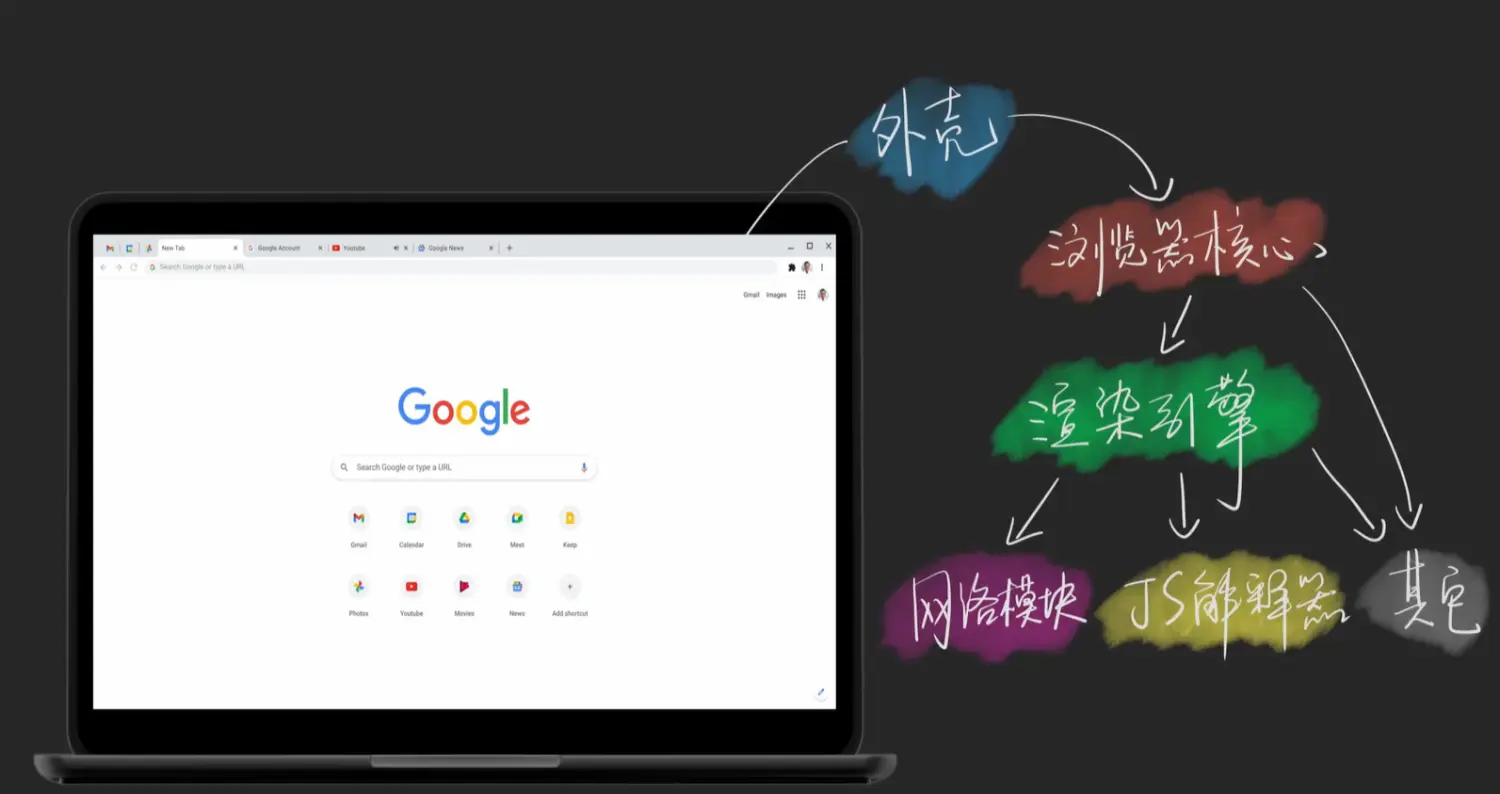 外壳
浏览器核心
渲染引擎
网络模块 JS解释器 其它
New Tab Google Account Youtube Google News
Search Google or type a URL
Gmail Images
Google
Search Google or type a URL
Gmail Calendar Drive Meet Keep
Photos Youtube Movies News Add shortcut